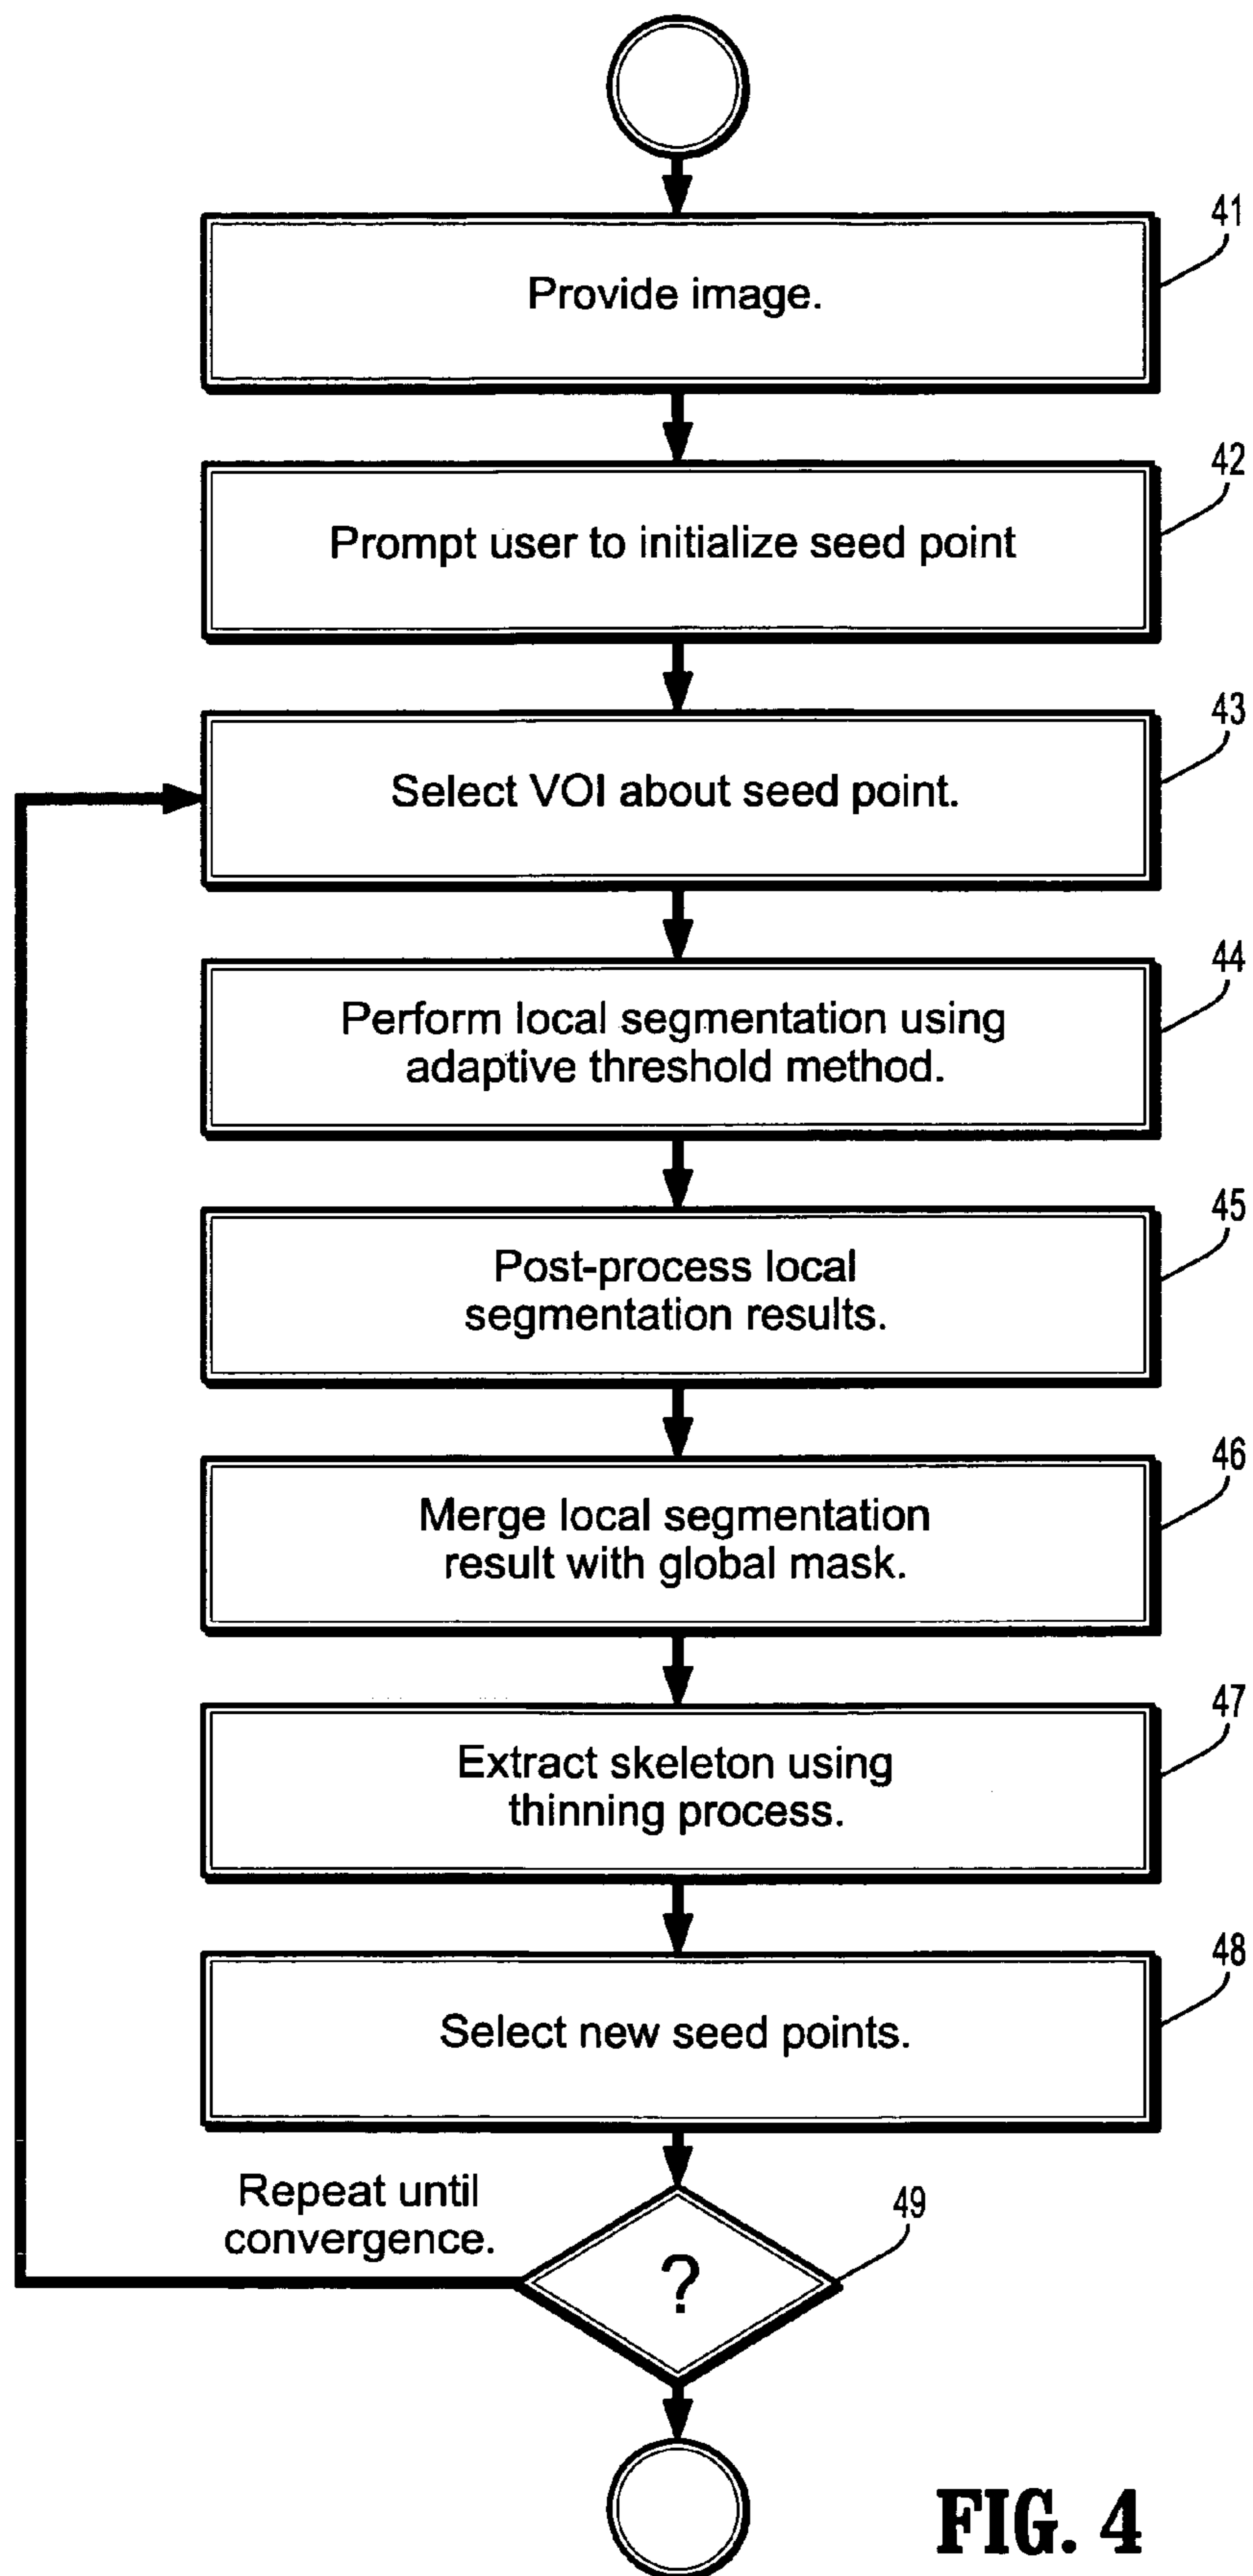 41
Provide image.
42
Prompt user to initialize seed point
43
Select VOI about seed point.
44
Perform local segmentation using
adaptive threshold method.
45
Post-process local
segmentation results.
46
Merge local segmentation
result with global mask.
47
Extract skeleton using
thinning process.
48
Select new seed points.
Repeat until
convergence.
49
?
FIG. 4